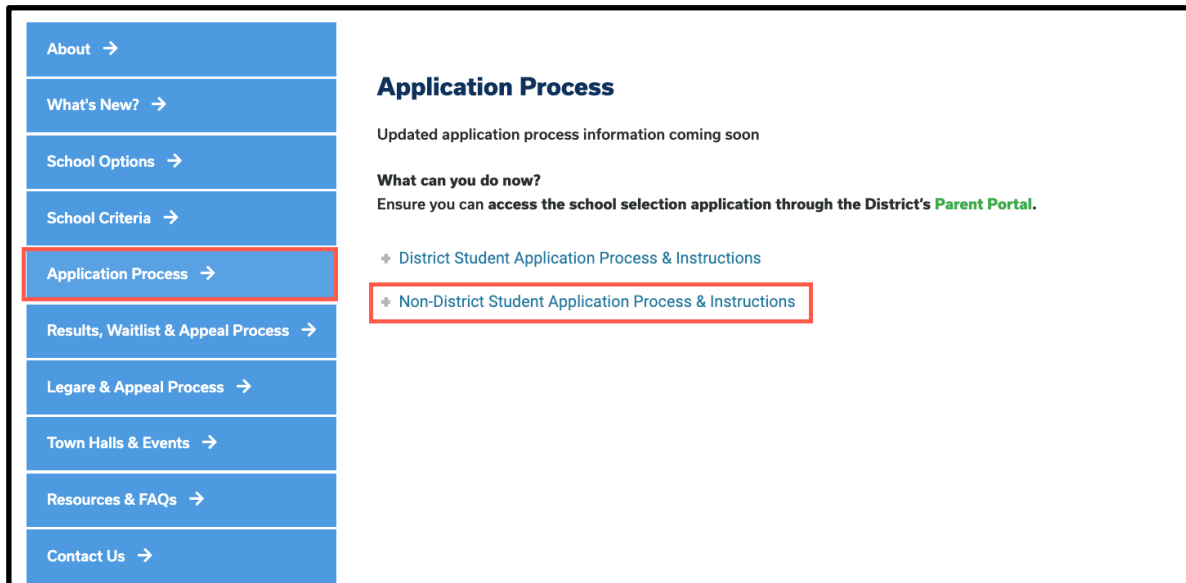 About →
What's New? →
School Options →
School Criteria →
Application Process →
Results, Waitlist & Appeal Process →
Legare & Appeal Process →
Town Halls & Events →
Resources & FAQs →
Contact Us →
Application Process
Updated application process information coming soon
What can you do now?
Ensure you can access the school selection application through the District's Parent Portal.
District Student Application Process & Instructions
Non-District Student Application Process & Instructions